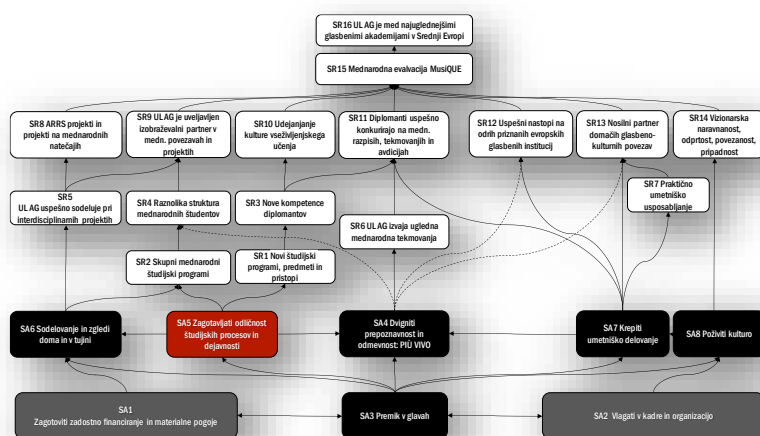 SR16 UL AG je med najuglednejšimi
glasbenimi akademijami v Srednji Evropi
SR15 Mednarodna evalvacija MusiQUE
SR8 ARRS projekti in
projekti na mednarodnih
natečajih
SR9 UL AG je uveljavljen
izobraževalni partner v
medn. povezavah in
projektih
SR10 Udejanjanje
kulture vseživljenjskega
učenja
SR11 Diplomanti uspešno
konkurirajo na medn.
razpisih, tekmovanjih in
avdicijah
SR12 Uspešni nastopi na
odrih priznanih evropskih
glasbenih institucij
SR13 Nosilni partner
domačih glasbeno-
kulturnih povezav
SR14 Vizionarska
naravnanost,
odprtost, povezanost,
pripadnost
SR5
UL AG uspešno sodeluje pri
interdisciplinarnih projektih
SR4 Raznolika struktura
mednarodnih študentov
SR3 Nove kompetence
diplomantov
SR7 Praktično
umetniško
usposabljanje
SR6 UL AG izvaja ugledna
mednarodna tekmovanja
SR2 Skupni mednarodni
študijski programi
SR1 Novi študijski
programi, predmeti in
pristopi
SA6 Sodelovanje in zgledi
doma in v tujini
SA5 Zagotavljati odličnost
študijskih procesov in
dejavnosti
SA4 Dvigniti
prepoznavnost in
odmevnost: PIÙ VIVO
SA7 Krepiti
umetniško delovanje
SA8 Poživiti kulturo
SA1
Zagotoviti zadostno financiranje in materialne pogoje
SA3 Premik v glavah
SA2 Vlagati v kadre in organizacijo